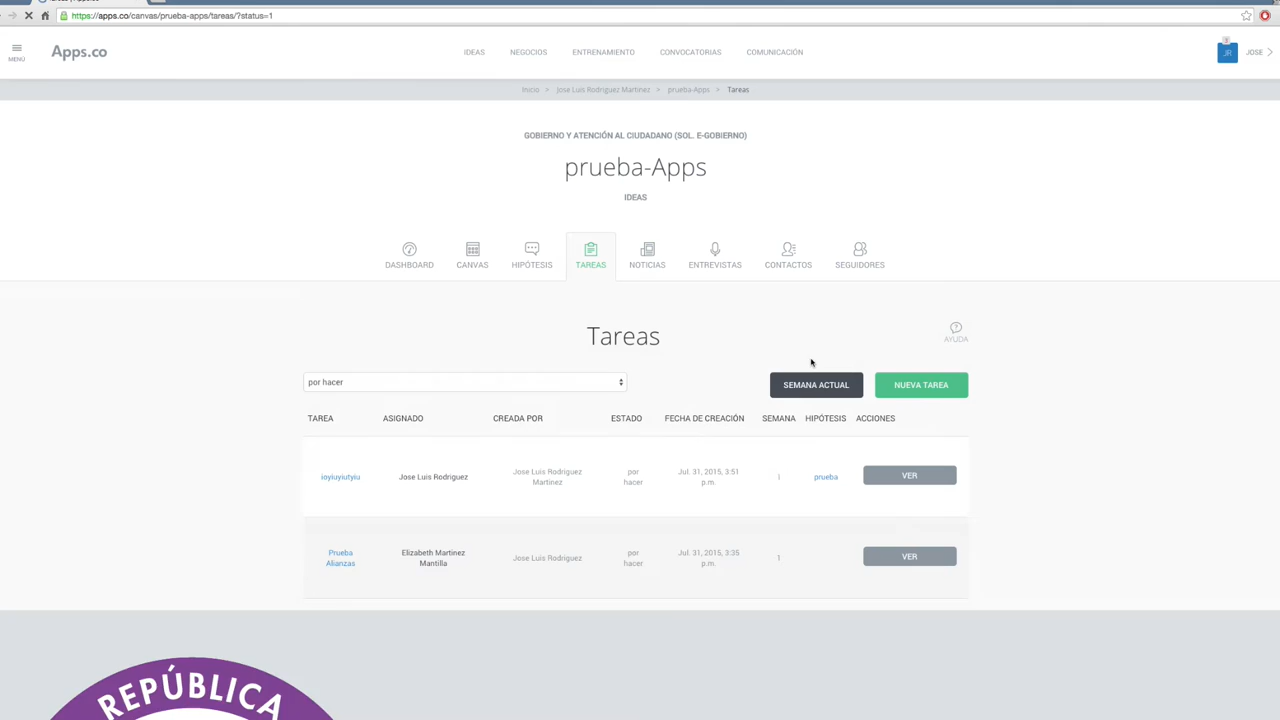 https://apps.co/canvas/prueba-apps/tareas/?status=1
MENÚ
Apps.co
IDEAS NEGOCIOS ENTRENAMIENTO CONVOCATORIAS COMUNICACIÓN
JR JOSE
Inicio > Jose Luis Rodriguez Martinez > prueba-Apps > Tareas
GOBIERNO Y ATENCIÓN AL CIUDADANO (SOL. E-GOBIERNO)
prueba-Apps
IDEAS
DASHBOARD CANVAS HIPÓTESIS TAREAS NOTICIAS ENTREVISTAS CONTACTOS SEGUIDORES
Tareas
AYUDA
por hacer
SEMANA ACTUAL NUEVA TAREA
TAREA ASIGNADO CREADA POR ESTADO FECHA DE CREACIÓN SEMANA HIPÓTESIS ACCIONES
ioyiuyiutyiu Jose Luis Rodriguez Jose Luis Rodriguez Martinez por hacer Jul. 31, 2015, 3:51 p.m. 1 prueba VER
Prueba Alianzas Elizabeth Martinez Mantilla Jose Luis Rodriguez por hacer Jul. 31, 2015, 3:35 p.m. 1 VER
REPÚBLICA